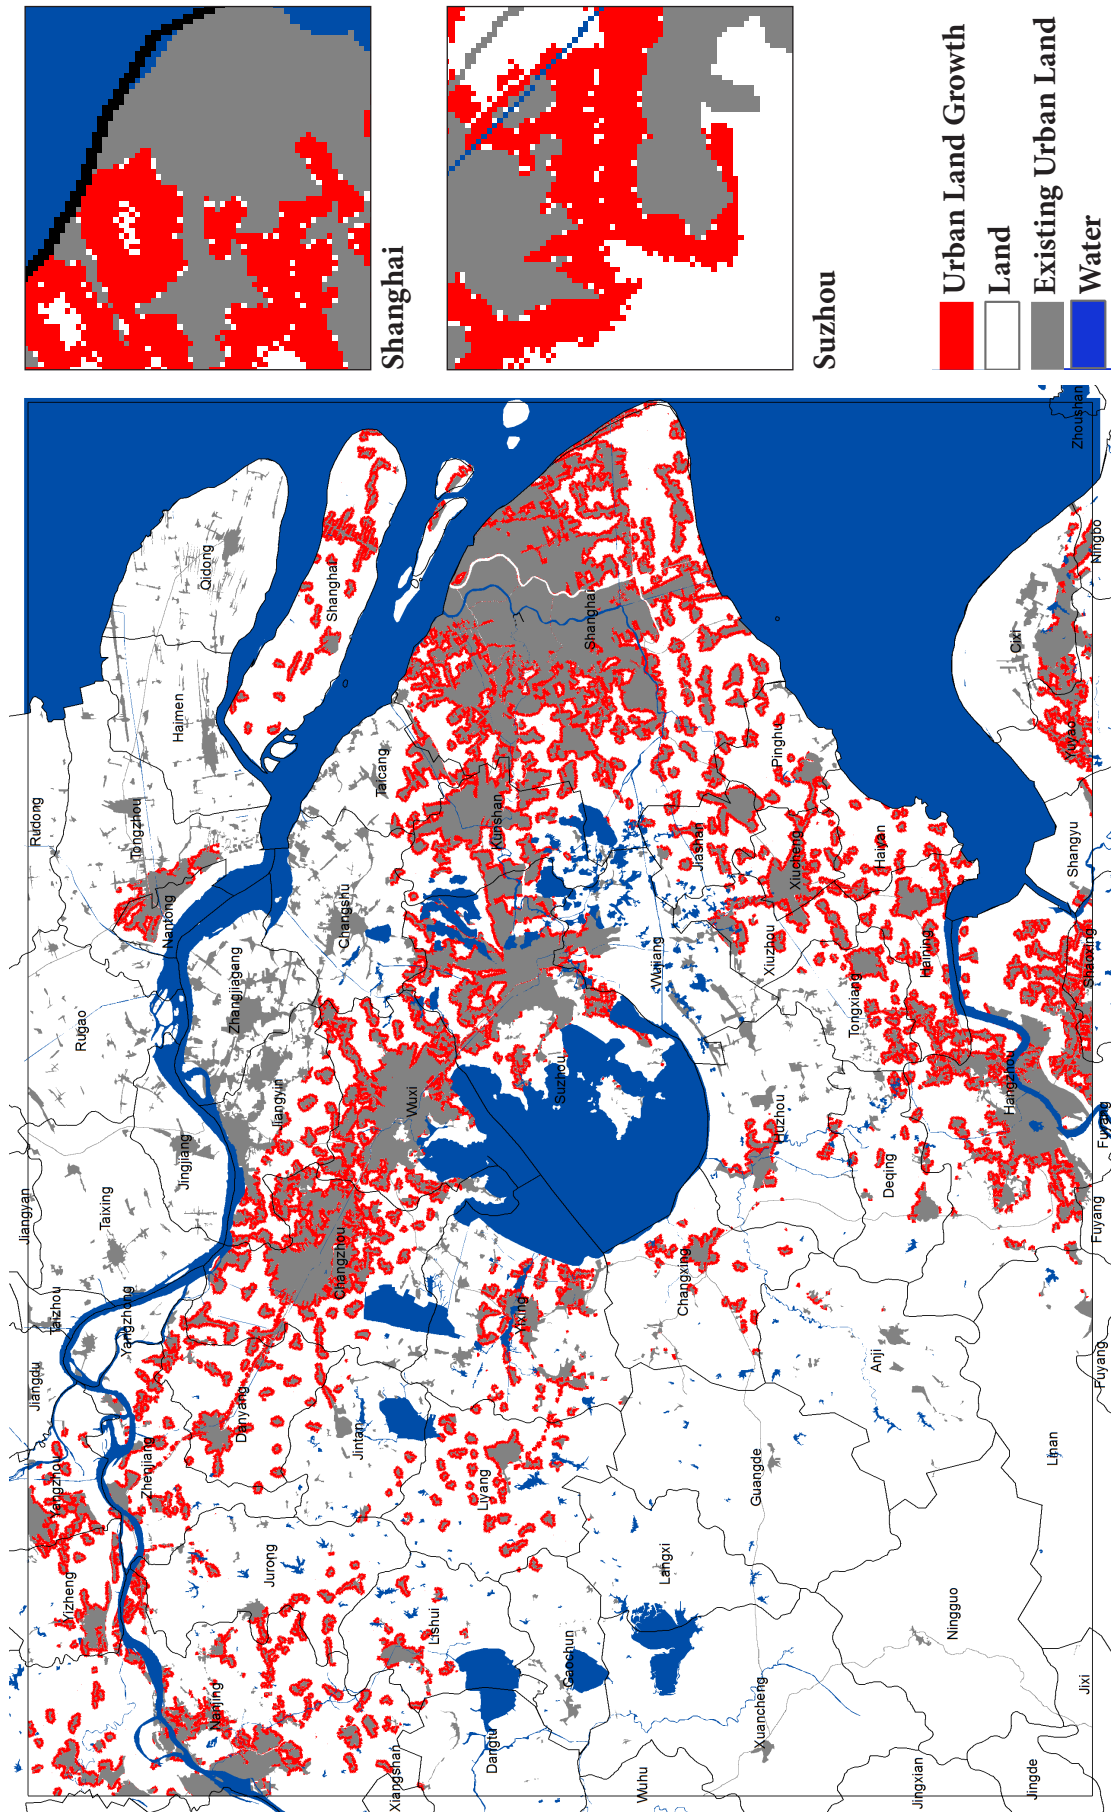 Jiangyan
Rudong
Jiangdu
Taizhou
Yangzhou
Yizheng
Rugao
Taixing
Yangzhong
Tongzhou
Zhenjiang
Nantong
Haimen
Jingjiang
Qidong
Nanjing
Danyang
Zhangjiagang
Jurong
Jiangyin
Changzhou
Changshu
Shanghai
Jintan
Taicang
Xiangshan
Wuxi
Lishui
Liyang
Dangtu
Kunshan
Yixing
Suzhou
Gaochun
Shanghai
Wuhu
Langxi
Wujiang
Changxing
Jiashan
Xuancheng
Guangde
Huzhou
Xiuzhou
Pinghu
Xiucheng
Tongxiang
Anji
Haiyan
Deqing
Jingxian
Haining
Ningguo
Hangzhou
Cixi
Jingde
Linan
Yuyao
Shangyu
Zhoushan
Jixi
Shaoxing
Fuyang
Fuyang
Fuyang
Ningbo
Shanghai
Suzhou
Urban Land Growth
Land
Existing Urban Land
Water